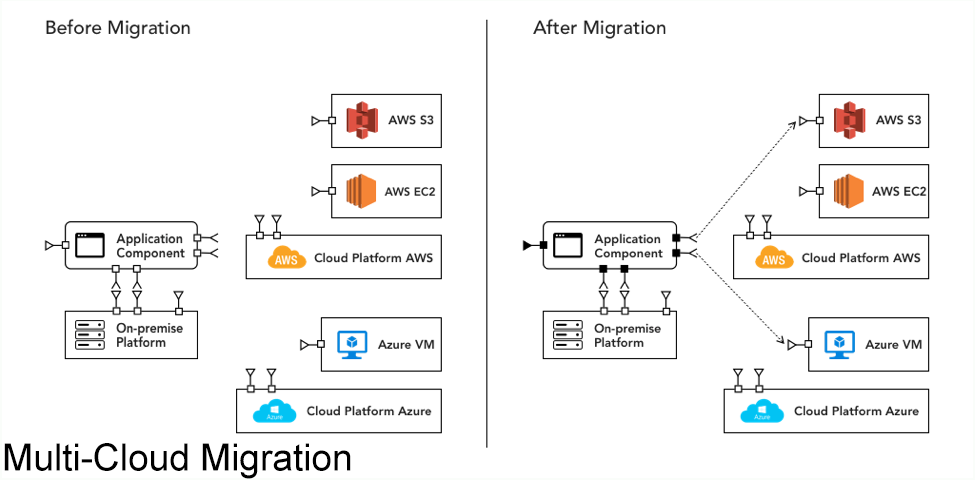 Before Migration
AWS S3
AWS EC2
Application
Component
AWS
Cloud Platform AWS
On-premise
Platform
Azure VM
Azure
Cloud Platform Azure
After Migration
AWS S3
AWS EC2
Application
Component
AWS
Cloud Platform AWS
On-premise
Platform
Azure VM
Azure
Cloud Platform Azure
Multi-Cloud Migration